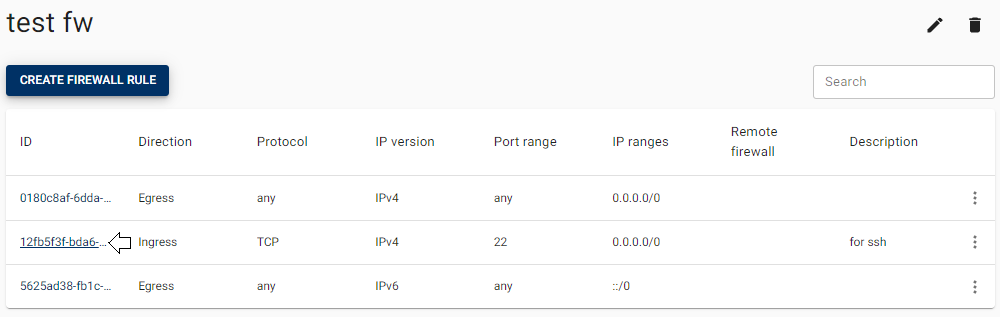 test fw
CREATE FIREWALL RULE
Search
ID Direction Protocol IP version Port range IP ranges Remote firewall Description
0180c8af-6dda-... Egress any IPv4 any 0.0.0.0/0
12fb5f3f-bda6-... Ingress TCP IPv4 22 0.0.0.0/0 for ssh
5625ad38-fb1c-... Egress any IPv6 any ::/0